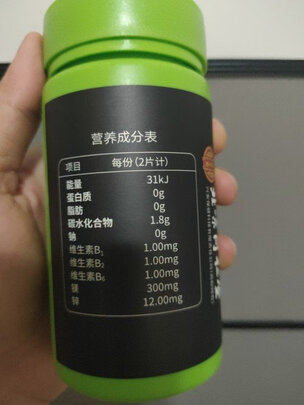 营养成分表
项目 每份(2片计)
能量 31kJ
蛋白质 0g
脂肪 0g
碳水化合物 1.8g
钠 0g
维生素B₁ 1.00mg
维生素B₂ 1.00mg
维生素B₆ 1.00mg
镁 300mg
锌 12.00mg